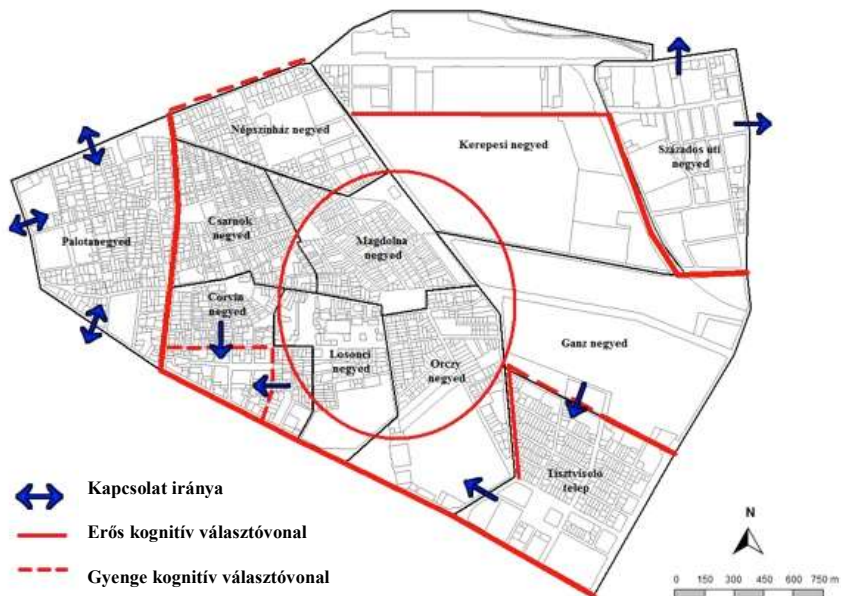 Népszínház negyed
Kerepesi negyed
Százados úti
negyed
Csarnok
negyed
Palotanegyed
Magdolna
negyed
Corvin
negyed
Losonci
negyed
Orczy
negyed
Ganz negyed
Tisztviselő
telep
Kapcsolat iránya
Erős kognitív választóvonal
Gyenge kognitív választóvonal
N
0 150 300 450 600 750 m